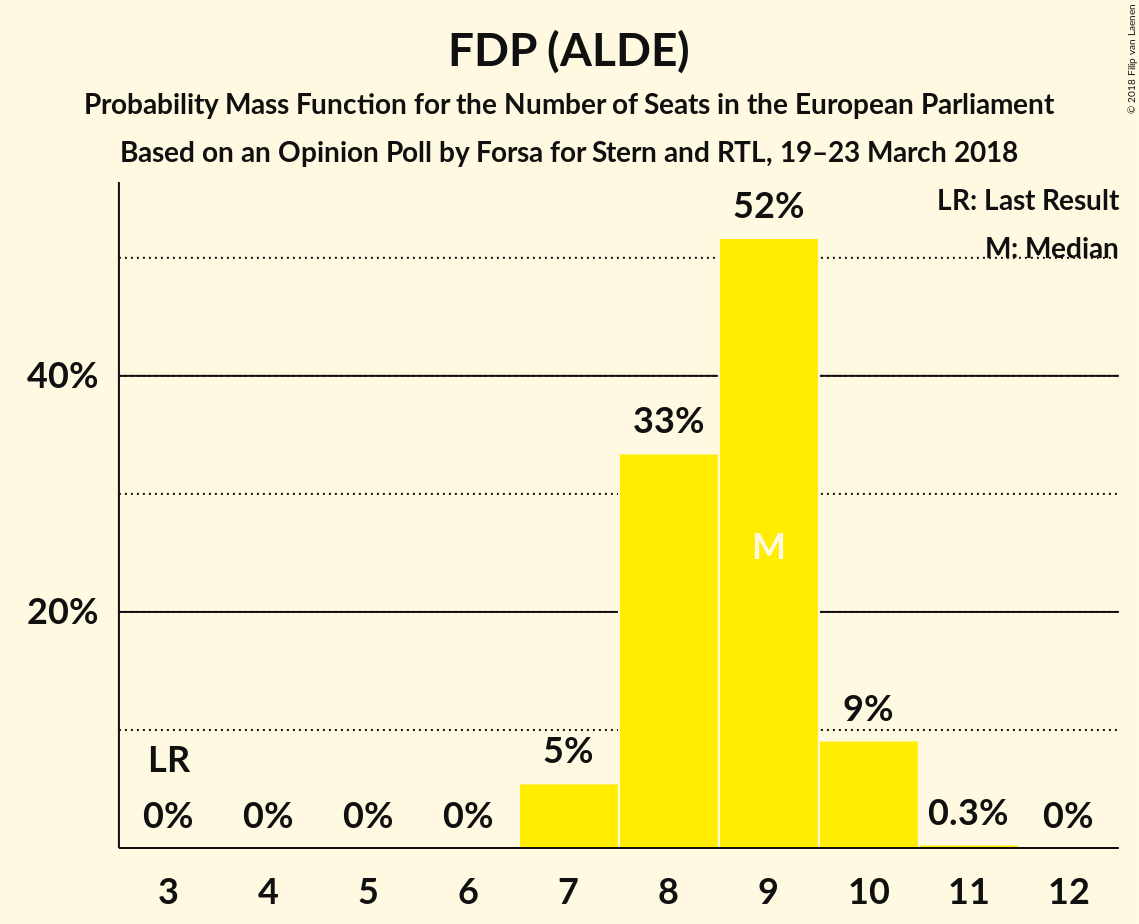 FDP (ALDE)
Probability Mass Function for the Number of Seats in the European Parliament
Based on an Opinion Poll by Forsa for Stern and RTL, 19–23 March 2018
© 2018 Filip van Laenen
LR: Last Result
M: Median
52%
40%
33%
M
20%
9%
5%
LR
0% 0% 0% 0% 0.3% 0%
3 4 5 6 7 8 9 10 11 12